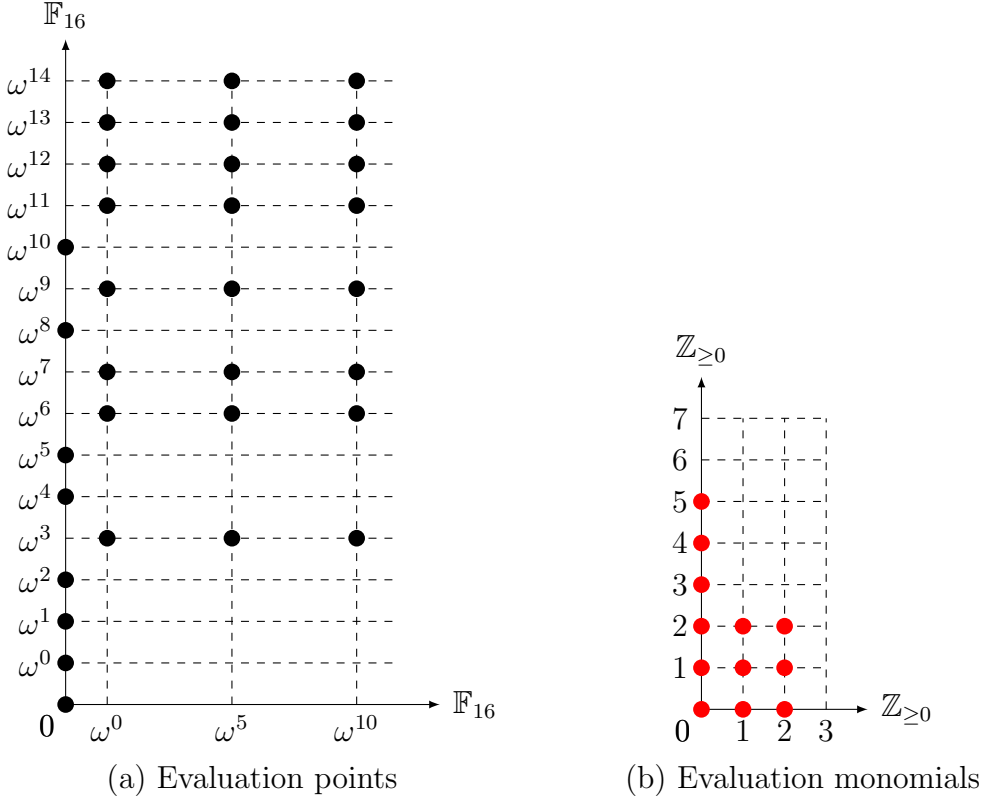 𝔽₁₆
ω¹⁴
ω¹³
ω¹²
ω¹¹
ω¹⁰
ω⁹
ω⁸
ω⁷
ω⁶
ω⁵
ω⁴
ω³
ω²
ω¹
ω⁰
0 ω⁰ ω⁵ ω¹⁰ 𝔽₁₆
(a) Evaluation points
ℤ≥0
7
6
5
4
3
2
1
0 1 2 3 ℤ≥0
(b) Evaluation monomials